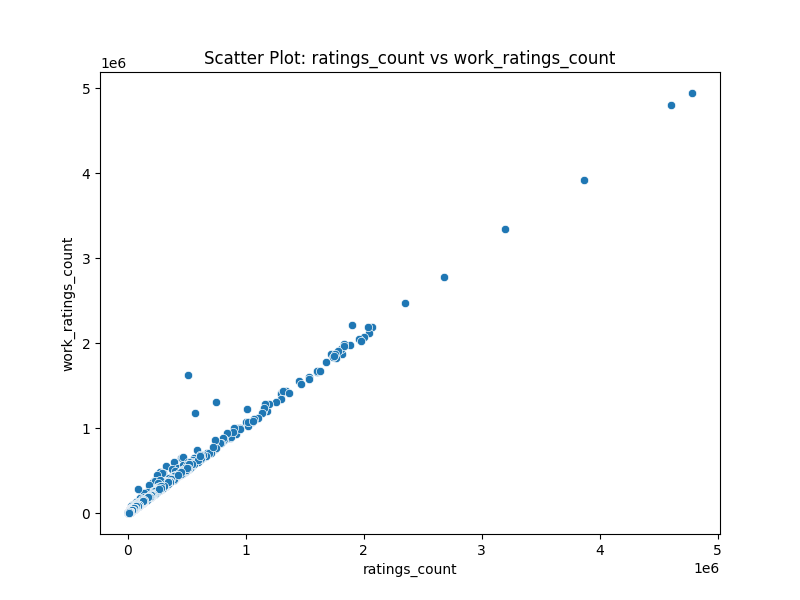 Scatter Plot: ratings_count vs work_ratings_count
1e6
5
4
3
2
1
0
work_ratings_count
0 1 2 3 4 5
ratings_count
1e6